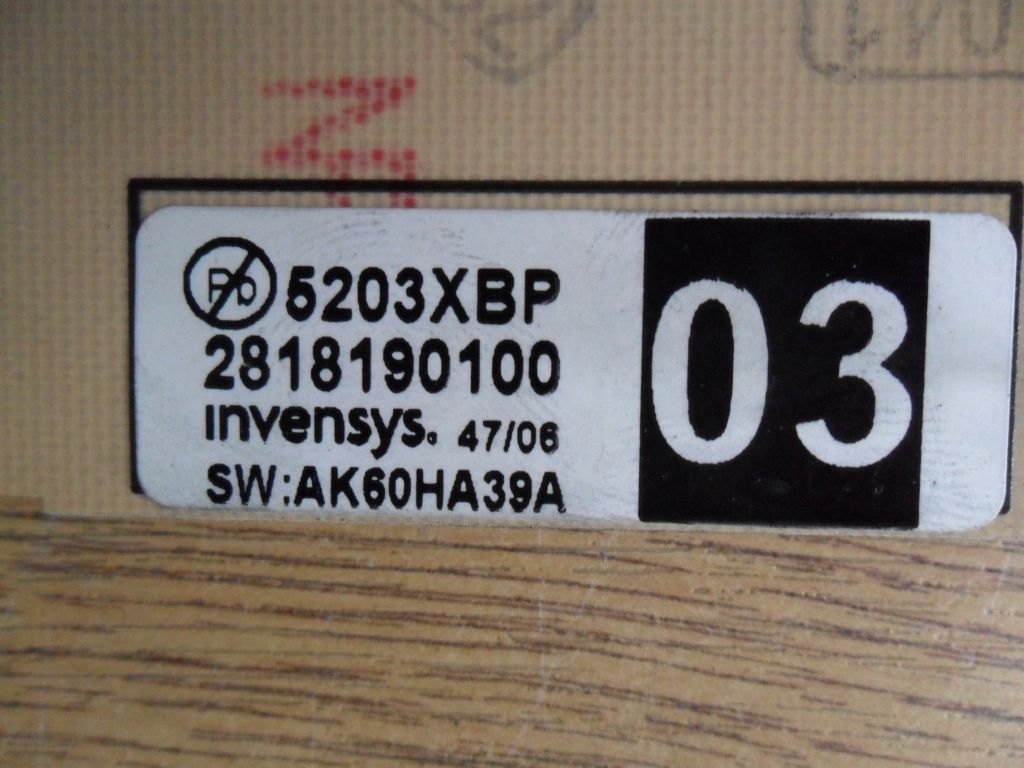 5203XBP
2818190100
invensys. 47/06
SW:AK60HA39A
03